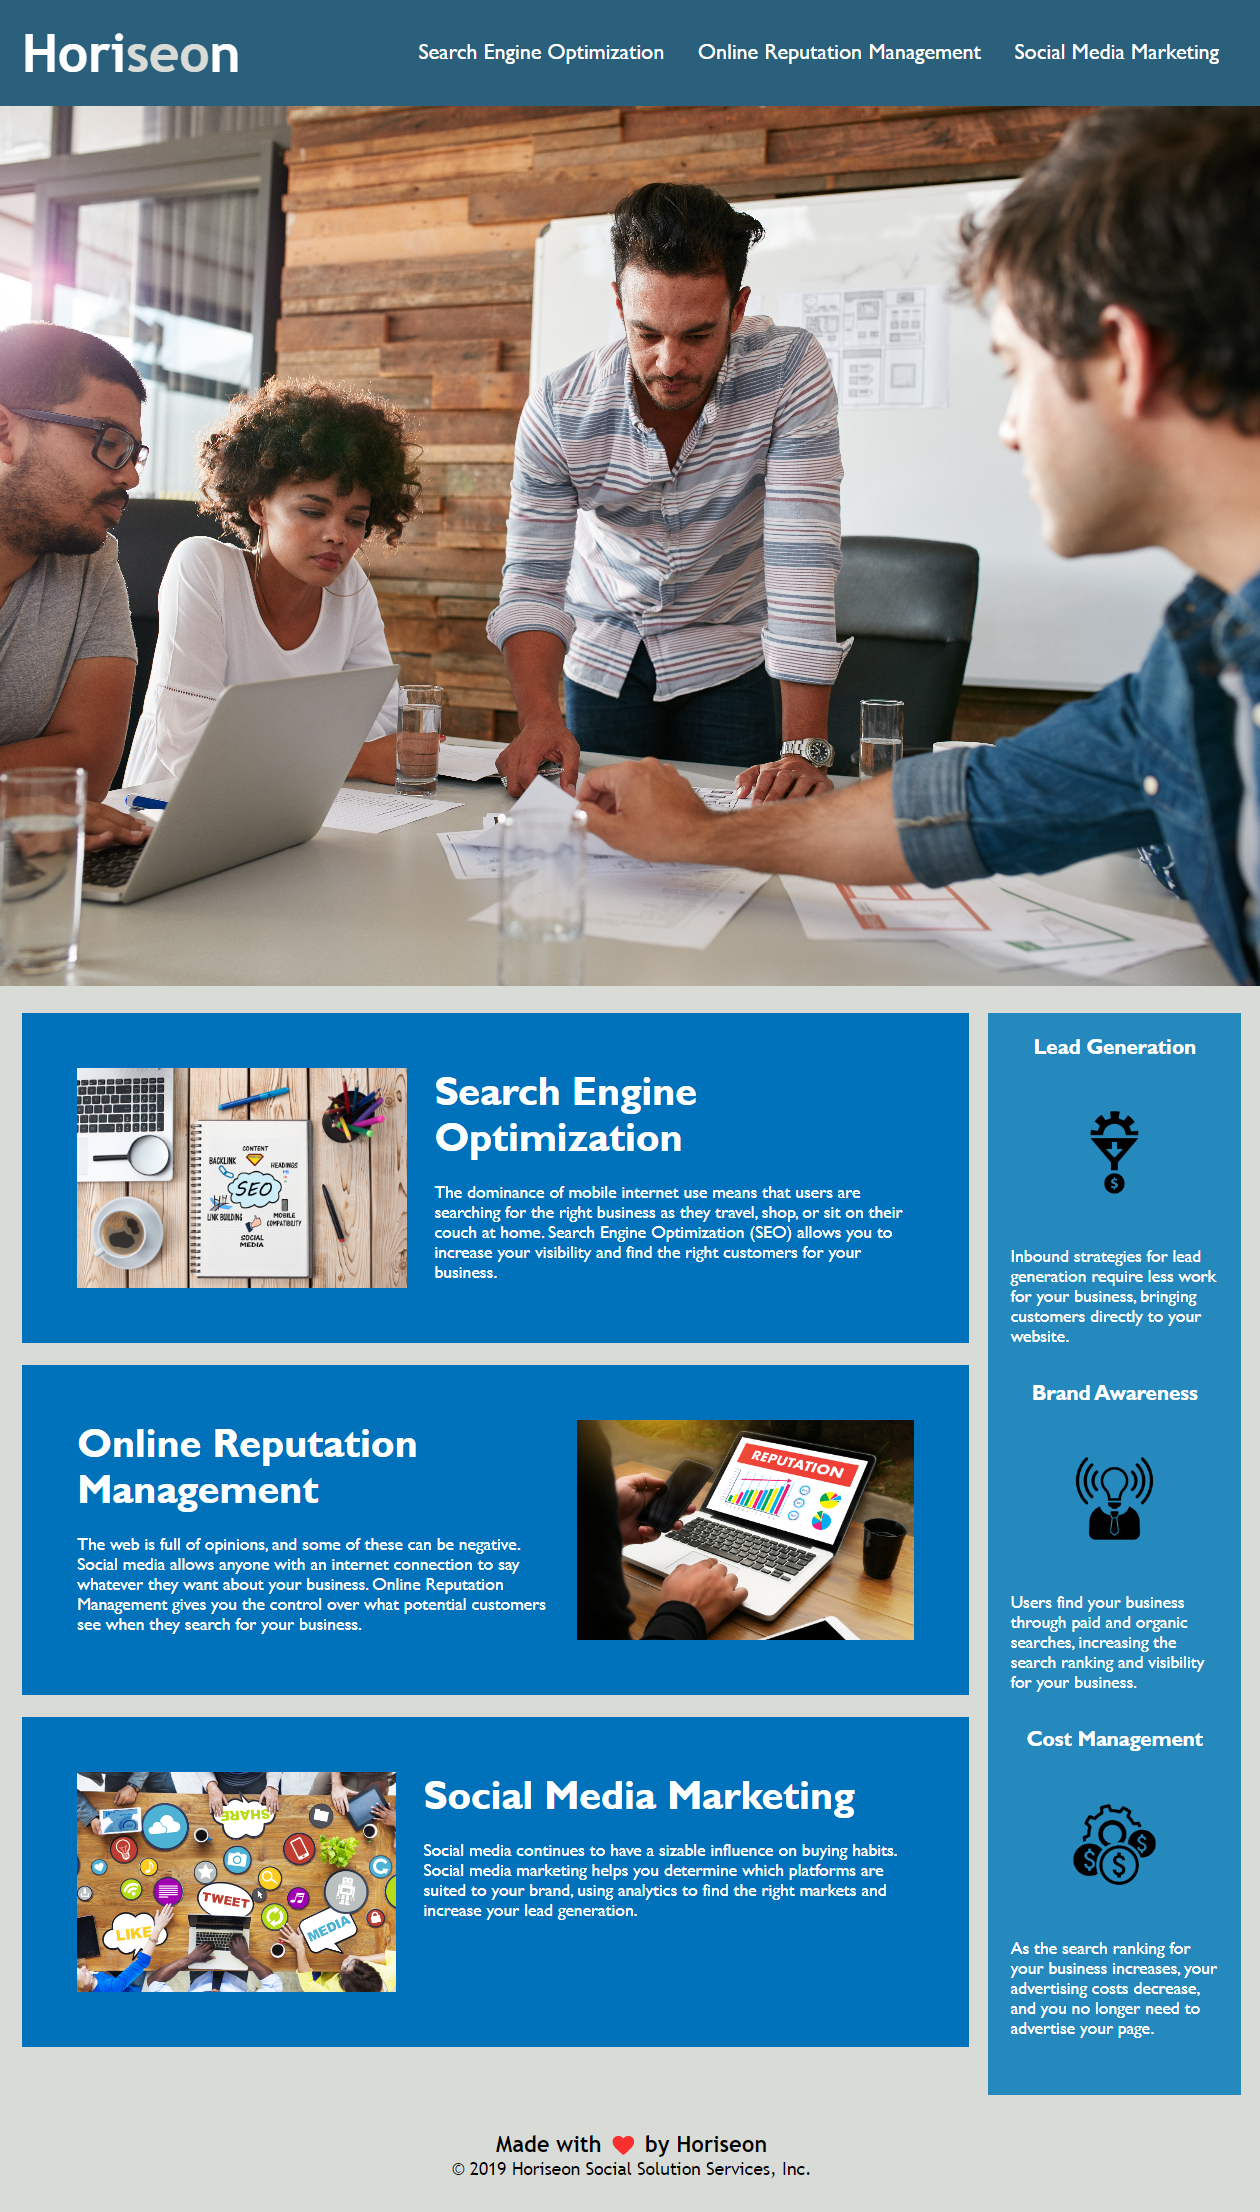 Horiseon
Search Engine Optimization
Online Reputation Management
Social Media Marketing
Search Engine
Optimization
The dominance of mobile internet use means that users are
searching for the right business as they travel, shop, or sit on their
couch at home. Search Engine Optimization (SEO) allows you to
increase your visibility and find the right customers for your
business.
CONTENT
BACKLINK
HEADINGS
SEO
LINK BUILDING
MOBILE
COMPATIBILITY
SOCIAL
MEDIA
Online Reputation
Management
The web is full of opinions, and some of these can be negative.
Social media allows anyone with an internet connection to say
whatever they want about your business. Online Reputation
Management gives you the control over what potential customers
see when they search for your business.
REPUTATION
Social Media Marketing
Social media continues to have a sizable influence on buying habits.
Social media marketing helps you determine which platforms are
suited to your brand, using analytics to find the right markets and
increase your lead generation.
SHARE
TWEET
LIKE
MEDIA
Lead Generation
$
Inbound strategies for lead
generation require less work
for your business, bringing
customers directly to your
website.
Brand Awareness
Users find your business
through paid and organic
searches, increasing the
search ranking and visibility
for your business.
Cost Management
$ $ $
As the search ranking for
your business increases, your
advertising costs decrease,
and you no longer need to
advertise your page.
Made with ❤️ by Horiseon
© 2019 Horiseon Social Solution Services, Inc.